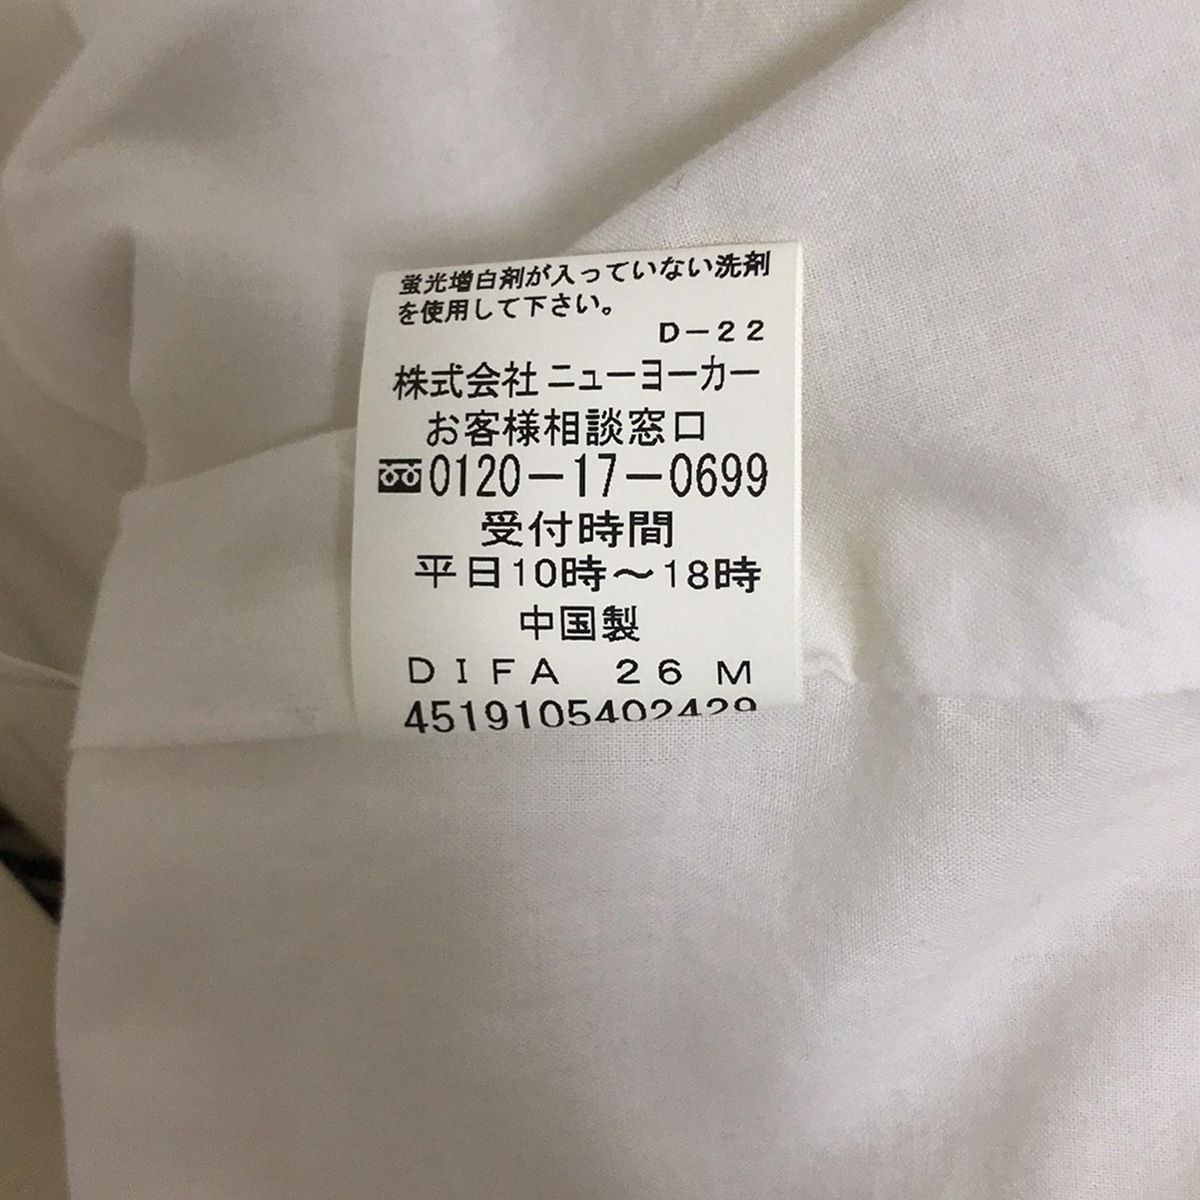 蛍光増白剤が入っていない洗剤
を使用して下さい。
D-22
株式会社ニューヨーカー
お客様相談窓口
0120-17-0699
受付時間
平日10時～18時
中国製
DIFA 26M
4519105402429